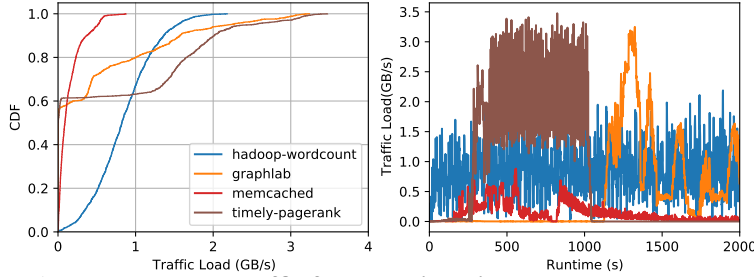 1.0
0.8
0.6
0.4
0.2
0.0
CDF
hadoop-wordcount
graphlab
memcached
timely-pagerank
0 1 2 3 4
Traffic Load (GB/s)
3.5
3.0
2.5
2.0
1.5
1.0
0.5
0.0
Traffic Load(GB/s)
0 500 1000 1500 2000
Runtime (s)